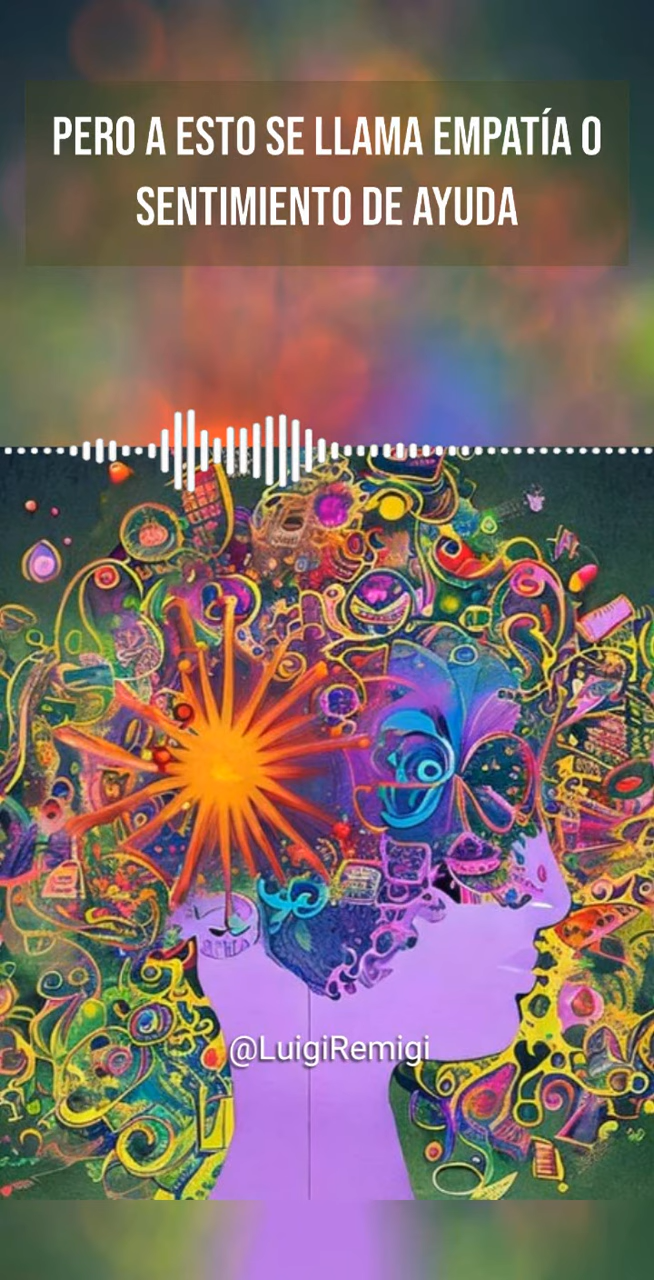 PERO A ESTO SE LLAMA EMPATÍA O
SENTIMIENTO DE AYUDA
@LuigiRemigi